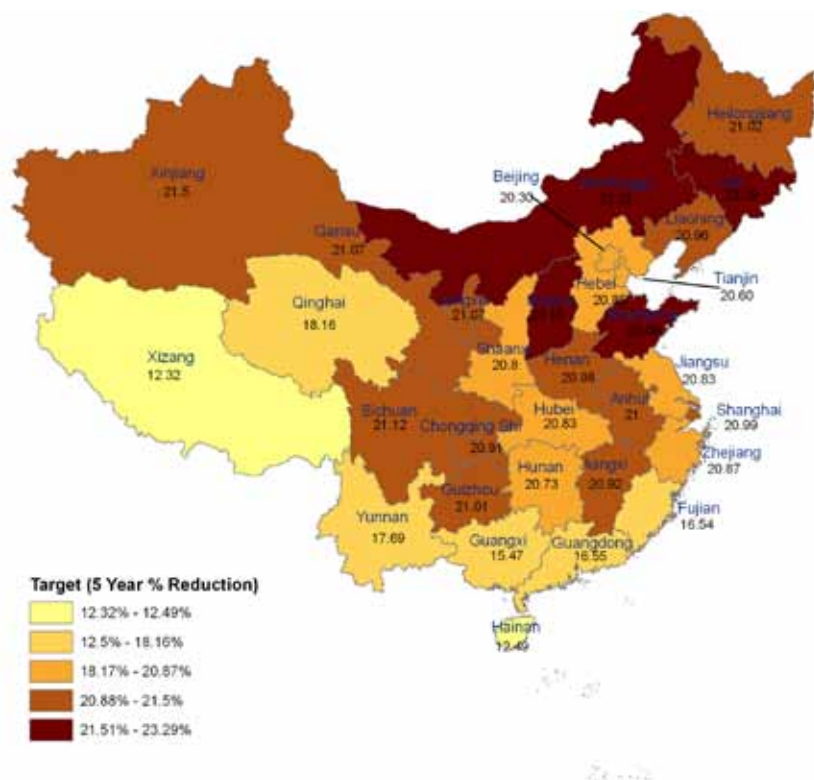 Heilongjiang
21.02
Xinjiang
21.5
Beijing
20.30
Liaoning
20.96
Gansu
21.07
Tianjin
20.60
Hebei
Qinghai
18.16
21.07
Xizang
12.32
Shaanxi
20.8
Henan
20.98
Jiangsu
20.83
Anhui
21
Shanghai
20.99
Sichuan
21.12
Chongqing Shi
20.91
Hubei
20.83
Zhejiang
20.87
Hunan
20.73
Jiangxi
20.92
Guizhou
21.01
Fujian
16.54
Yunnan
17.69
Guangxi
15.47
Guangdong
16.55
Hainan
12.49
Target (5 Year % Reduction)
12.32% - 12.49%
12.5% - 18.16%
18.17% - 20.87%
20.88% - 21.5%
21.51% - 23.29%